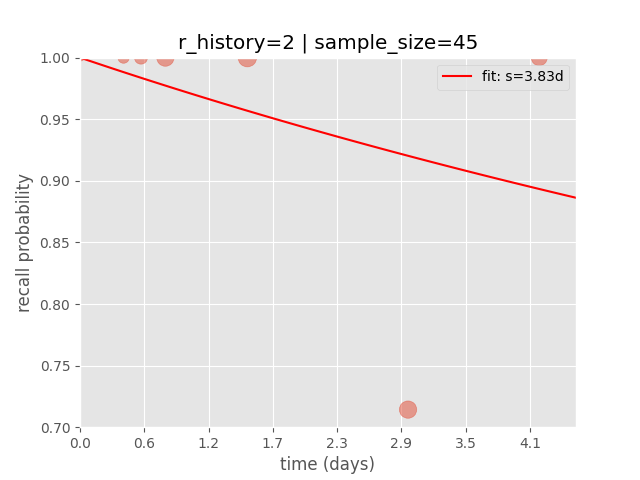 r_history=2 | sample_size=45
fit: s=3.83d
1.00
0.95
0.90
0.85
0.80
0.75
0.70
recall probability
0.0 0.6 1.2 1.7 2.3 2.9 3.5 4.1
time (days)